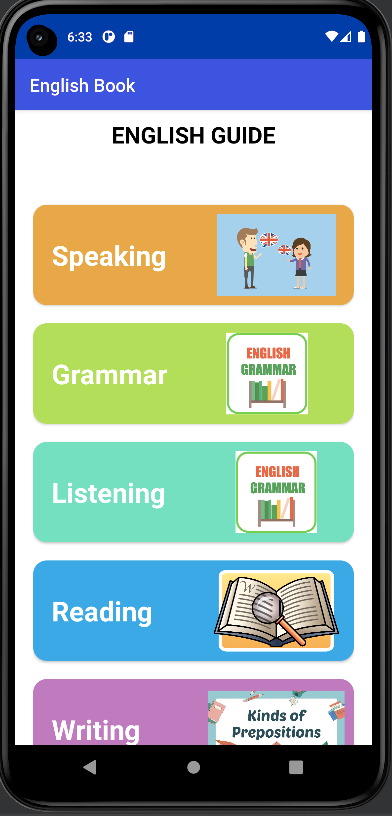 6:33
English Book
ENGLISH GUIDE
Speaking
Grammar
ENGLISH
GRAMMAR
Listening
ENGLISH
GRAMMAR
Reading
W
Writing
Kinds of
Prepositions